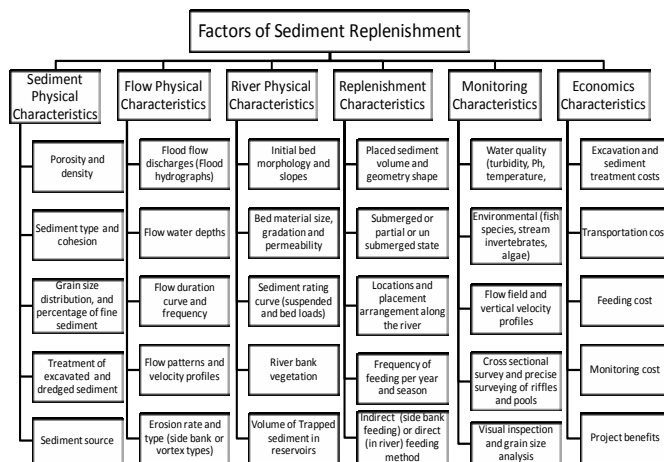 Factors of Sediment Replenishment
Sediment
Physical
Characteristics
Porosity and
density
Sediment type and
cohesion
Grain size
distribution, and
percentage of fine
sediment
Treatment of
excavated and
dredged sediment
Sediment source
Flow Physical
Characteristics
Flood flow
discharges (Flood
hydrographs)
Flow water depths
Flow duration
curve and
frequency
Flow patterns and
velocity profiles
Erosion rate and
type (side bank or
vortex types)
River Physical
Characteristics
Initial bed
morphology and
slopes
Bed material size,
gradation and
permeability
Sediment rating
curve (suspended
and bed loads)
River bank
vegetation
Volume of Trapped
sediment in
reservoirs
Replenishment
Characteristics
Placed sediment
volume and
geometry shape
Submerged or
partial or un
submerged state
Locations and
placement
arrangement along
the river
Frequency of
feeding per year
and season
Indirect (side bank
feeding) or direct
(in river) feeding
method
Monitoring
Characteristics
Water quality
(turbidity, Ph,
temperature,
Environmental (fish
species, stream
invertebrates,
algae)
Flow field and
vertical velocity
profiles
Cross sectional
survey and precise
surveying of riffles
and pools
Visual inspection
and grain size
analysis
Economics
Characteristics
Excavation and
sediment
treatment costs
Transportation cost
Feeding cost
Monitoring cost
Project benefits